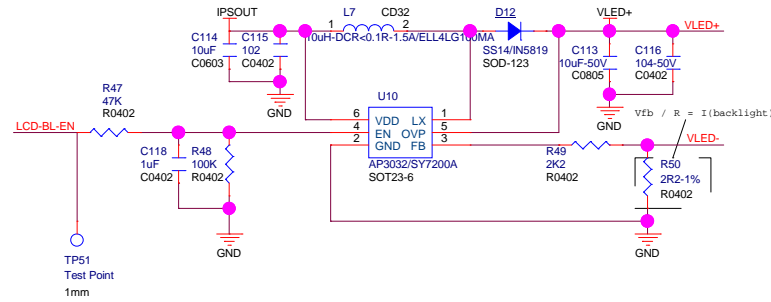 IPSOUT
L7
CD32
D12
VLED+
VLED+
1
2
C114
10uF
C0603
C115
102
C0402
10uH-DCR<0.1R-1.5A/ELL4LG100MA
SS14/IN5819
SOD-123
C113
10uF-50V
C0805
C116
104-50V
C0402
GND
GND
R47
47K
R0402
U10
LCD-BL-EN
6
4
2
VDD
EN
GND
LX
OVP
FB
1
5
3
Vfb / R = I(backlight)
VLED-
C118
1uF
C0402
R48
100K
R0402
AP3032/SY7200A
SOT23-6
R49
2K2
R0402
R50
2R2-1%
R0402
GND
GND
TP51
Test Point
1mm